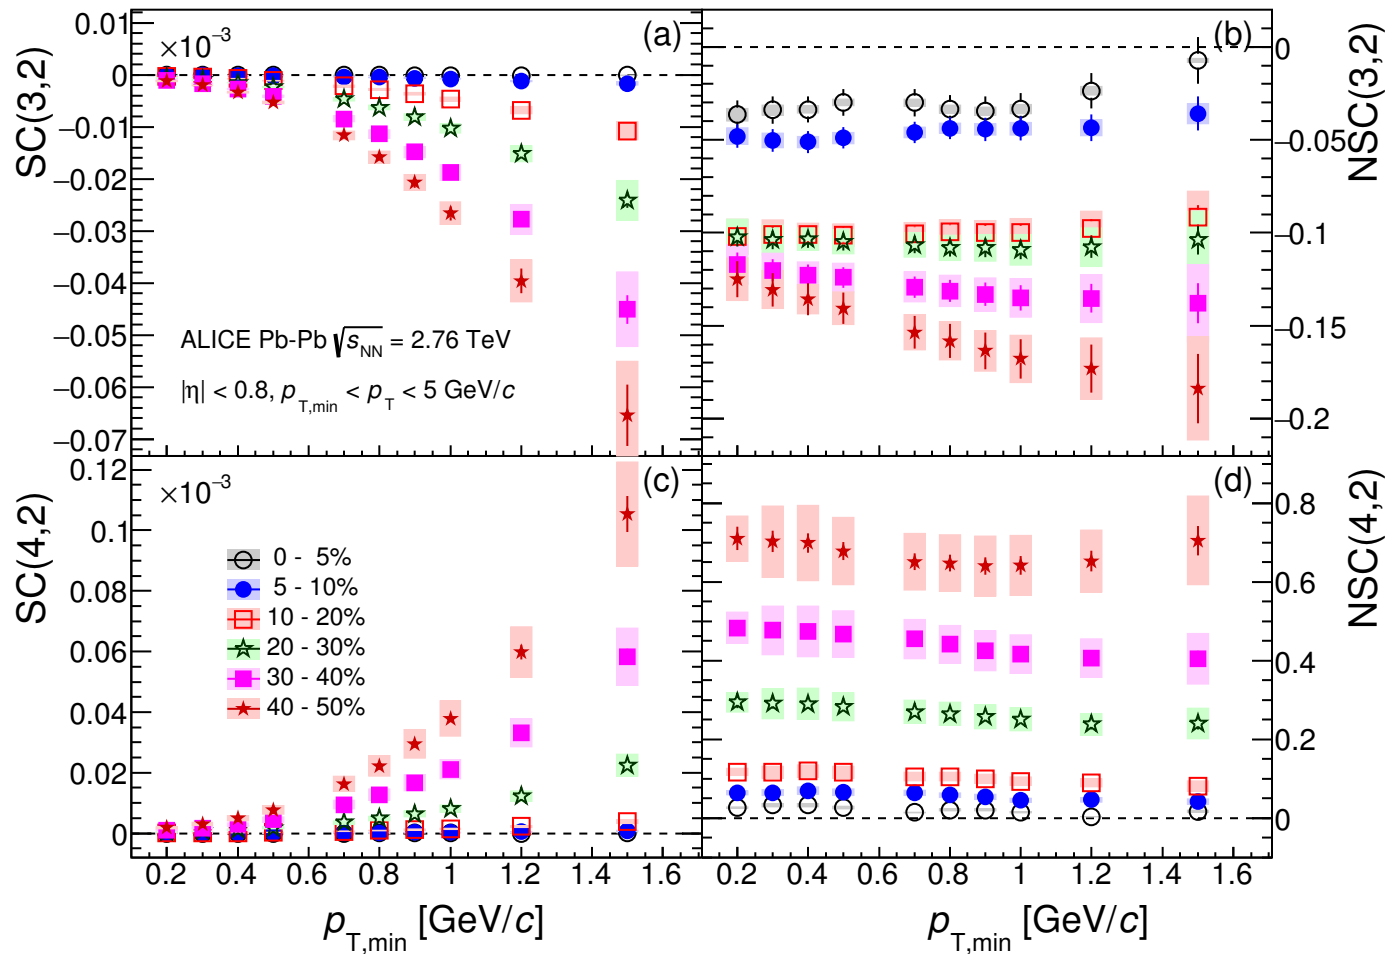 0.01
×10⁻³
(a)
0
−0.01
−0.02
−0.03
−0.04
−0.05
−0.06
−0.07
SC(3,2)
ALICE Pb-Pb √s_NN = 2.76 TeV
|η| < 0.8, p_T,min < p_T < 5 GeV/c
(b)
0
−0.05
−0.1
−0.15
−0.2
NSC(3,2)
0.12
×10⁻³
(c)
0.1
0.08
0.06
0.04
0.02
0
SC(4,2)
0 - 5%
5 - 10%
10 - 20%
20 - 30%
30 - 40%
40 - 50%
(d)
0.8
0.6
0.4
0.2
0
NSC(4,2)
0.2 0.4 0.6 0.8 1 1.2 1.4 1.6
p_T,min [GeV/c]
0.2 0.4 0.6 0.8 1 1.2 1.4 1.6
p_T,min [GeV/c]